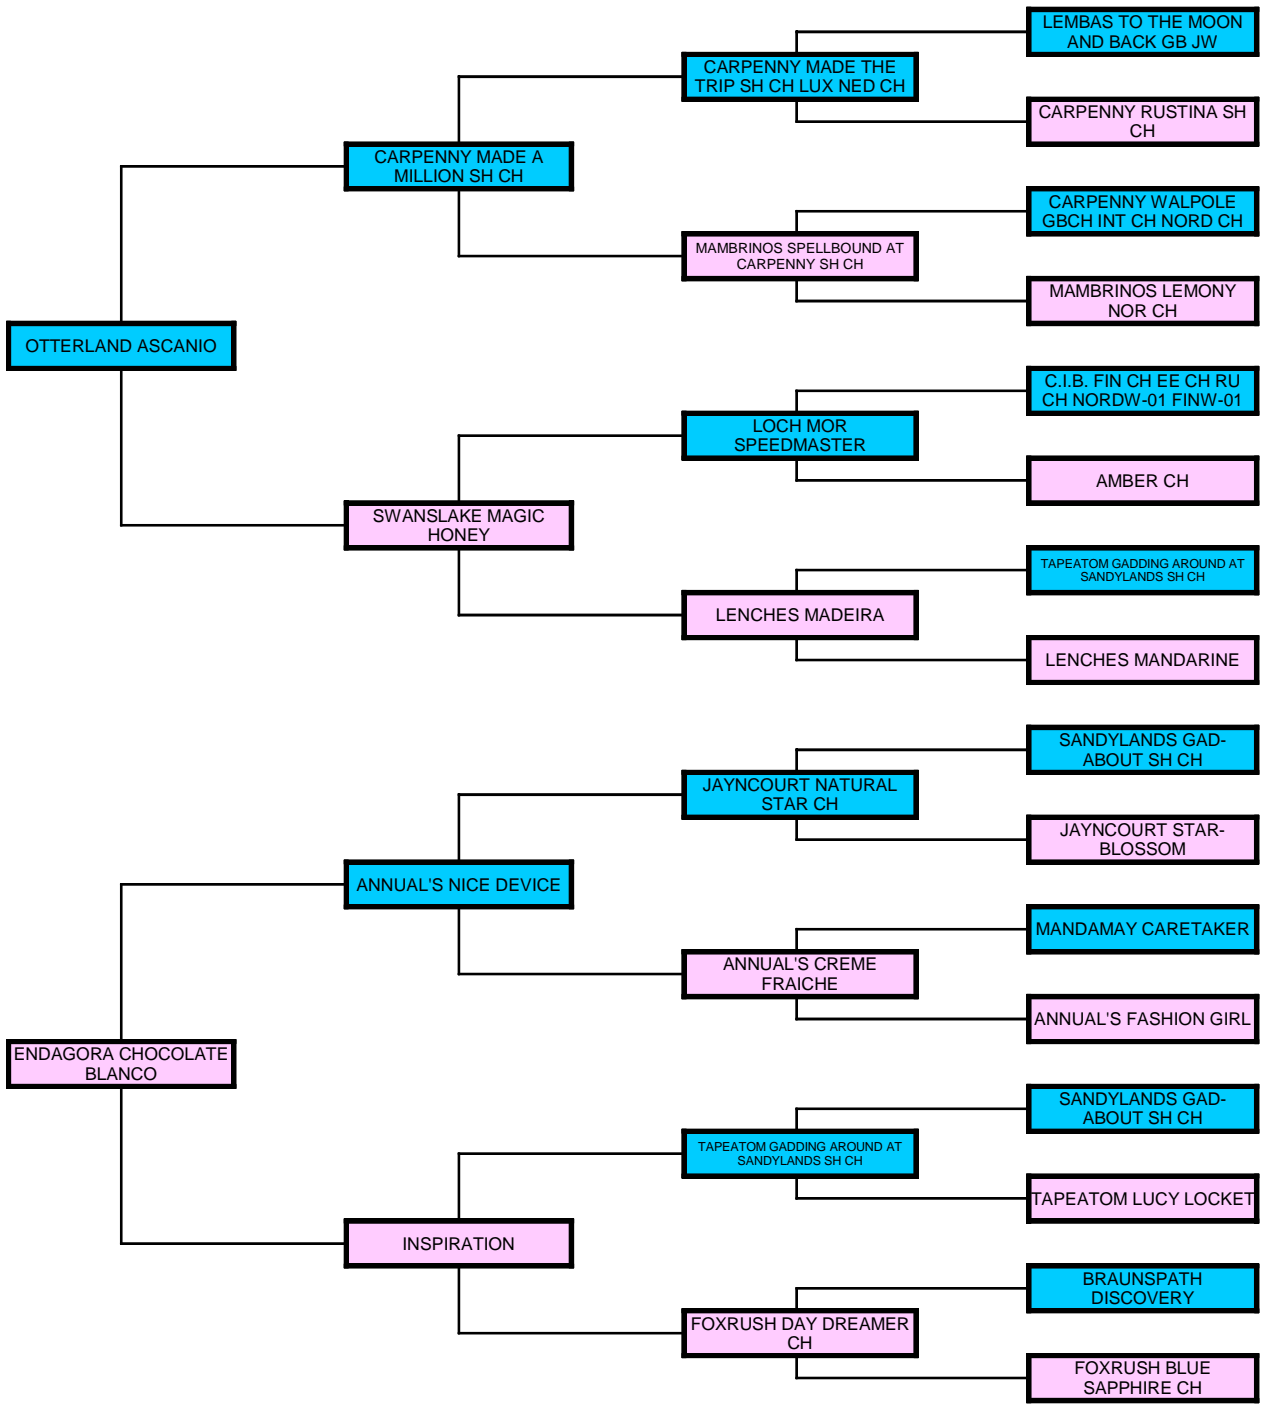 LEMBAS TO THE MOON
AND BACK GB JW
CARPENNY MADE THE
TRIP SH CH LUX NED CH
CARPENNY RUSTINA SH
CH
CARPENNY MADE A
MILLION SH CH
CARPENNY WALPOLE
GBCH INT CH NORD CH
MAMBRINOS SPELLBOUND AT
CARPENNY SH CH
MAMBRINOS LEMONY
NOR CH
OTTERLAND ASCANIO
C.I.B. FIN CH EE CH RU
CH NORDW-01 FINW-01
LOCH MOR
SPEEDMASTER
AMBER CH
SWANSLAKE MAGIC
HONEY
TAPEATOM GADDING AROUND AT
SANDYLANDS SH CH
LENCHES MADEIRA
LENCHES MANDARINE
SANDYLANDS GAD-
ABOUT SH CH
JAYNCOURT NATURAL
STAR CH
JAYNCOURT STAR-
BLOSSOM
ANNUAL'S NICE DEVICE
MANDAMAY CARETAKER
ANNUAL'S CREME
FRAICHE
ANNUAL'S FASHION GIRL
ENDAGORA CHOCOLATE
BLANCO
SANDYLANDS GAD-
ABOUT SH CH
TAPEATOM GADDING AROUND AT
SANDYLANDS SH CH
TAPEATOM LUCY LOCKET
INSPIRATION
BRAUNSPATH
DISCOVERY
FOXRUSH DAY DREAMER
CH
FOXRUSH BLUE
SAPPHIRE CH